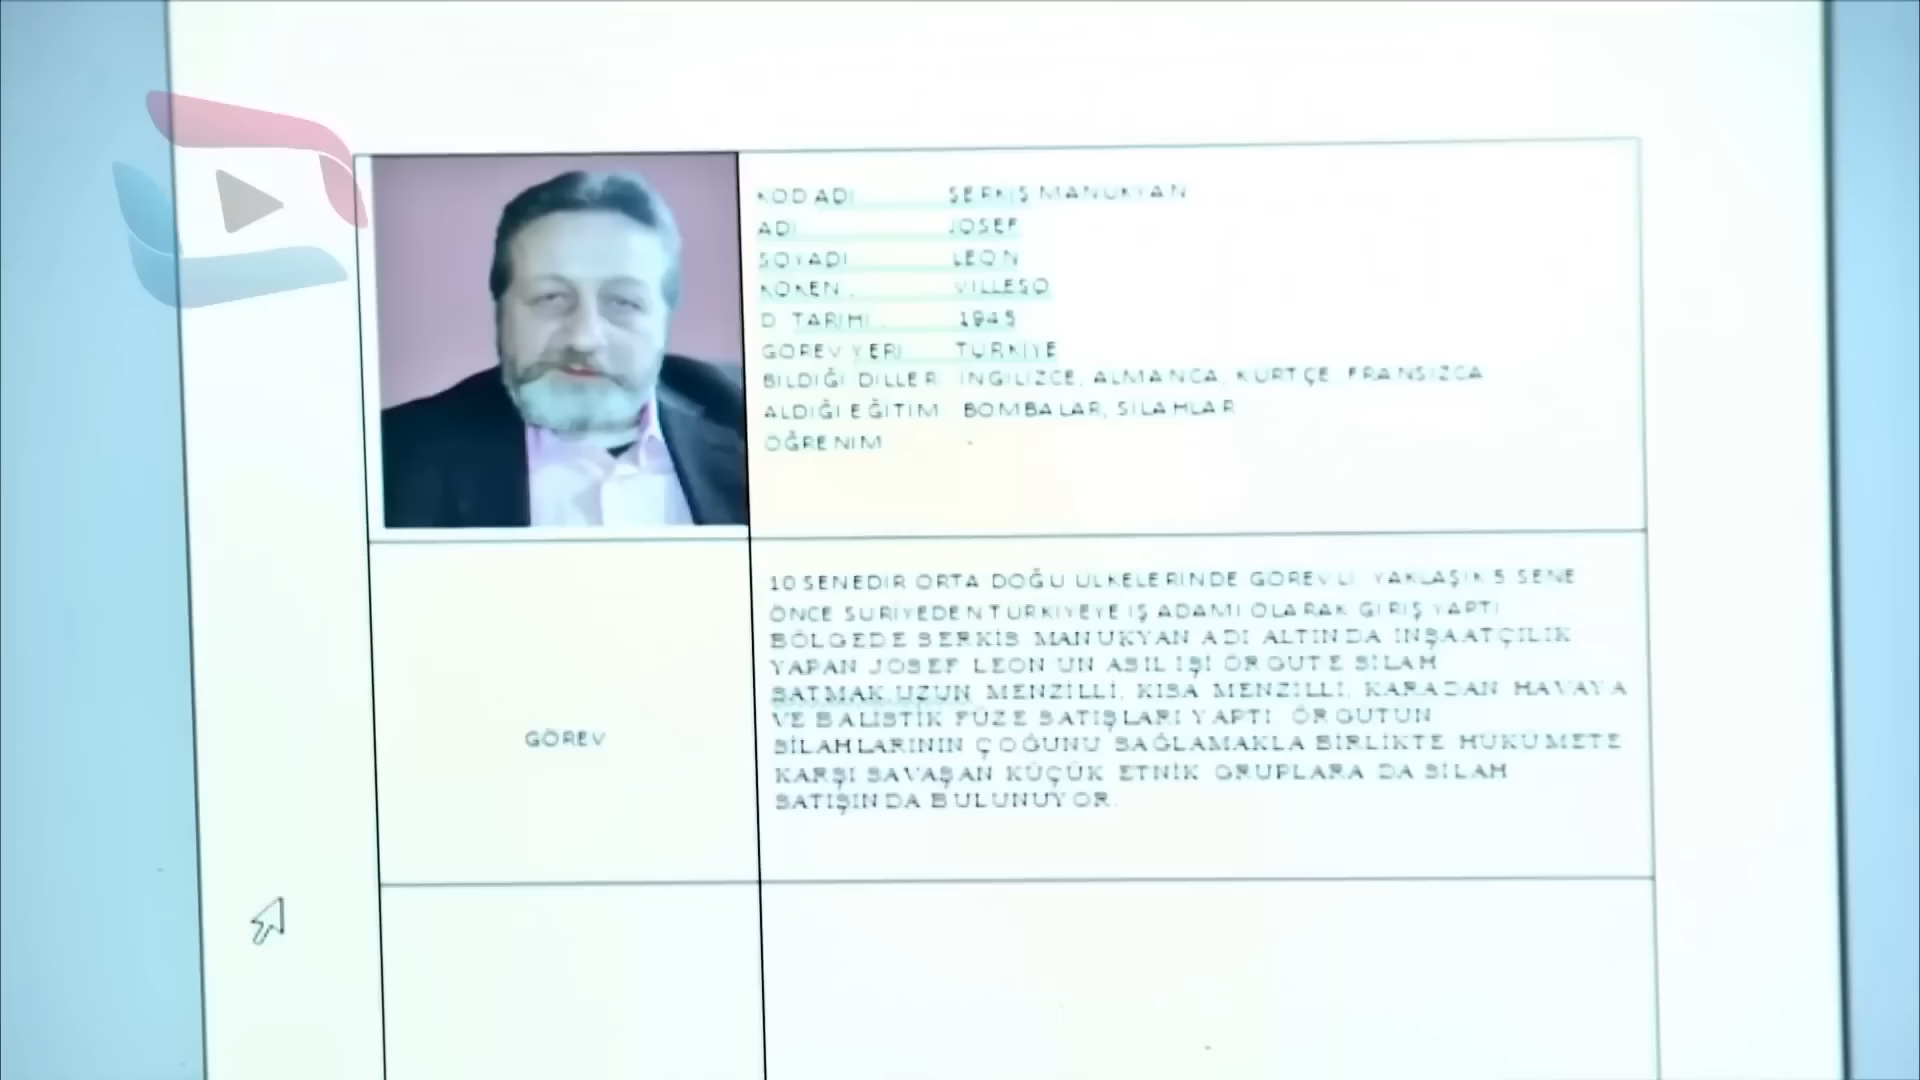 KOD ADI SERKİS MANUKYAN
ADI JOSEF
SOYADI LEON
KÖKEN VILLESO
D. TARİHİ 1945
GÖREV YERİ TÜRKİYE
BİLDİĞİ DİLLER İNGİLİZCE, ALMANCA, KÜRTÇE, FRANSIZCA
ALDIĞI EĞİTİM BOMBALAR, SİLAHLAR
ÖĞRENİM -
GÖREV
10 SENEDİR ORTA DOĞU ÜLKELERİNDE GÖREVLİ. YAKLAŞIK 5 SENE
ÖNCE SURİYEDEN TÜRKİYEYE İŞ ADAMI OLARAK GİRİŞ YAPTI.
BÖLGEDE SERKİS MANUKYAN ADI ALTINDA İNŞAATÇILIK
YAPAN JOSEF LEON UN ASIL İŞİ ÖRGÜTE SİLAH
SATMAK.UZUN MENZİLLİ, KISA MENZİLLİ, KARADAN HAVAYA
VE BALİSTİK FÜZE SATIŞLARI YAPTI. ÖRGÜTÜN
SİLAHLARININ ÇOĞUNU SAĞLAMAKLA BİRLİKTE HÜKÜMETE
KARŞI SAVAŞAN KÜÇÜK ETNİK GRUPLARA DA SİLAH
SATIŞINDA BULUNUYOR.